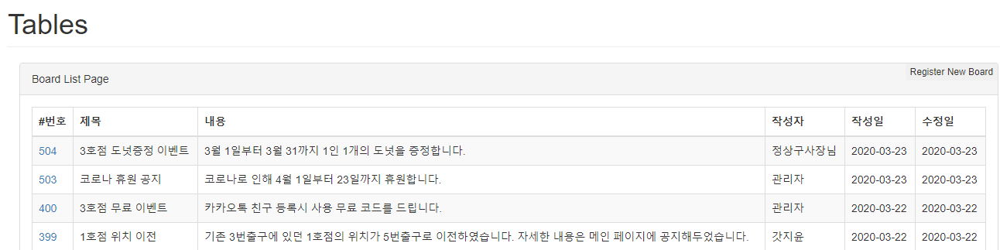 Tables
Board List Page
Register New Board
#번호 제목 내용 작성자 작성일 수정일
504 3호점 도넛증정 이벤트 3월 1일부터 3월 31까지 1인 1개의 도넛을 증정합니다. 정상구사장님 2020-03-23 2020-03-23
503 코로나 휴원 공지 코로나로 인해 4월 1일부터 23일까지 휴원합니다. 관리자 2020-03-23 2020-03-23
400 3호점 무료 이벤트 카카오톡 친구 등록시 사용 무료 코드를 드립니다. 관리자 2020-03-22 2020-03-22
399 1호점 위치 이전 기존 3번출구에 있던 1호점의 위치가 5번출구로 이전하였습니다. 자세한 내용은 메인 페이지에 공지해두었습니다. 갓지윤 2020-03-22 2020-03-22